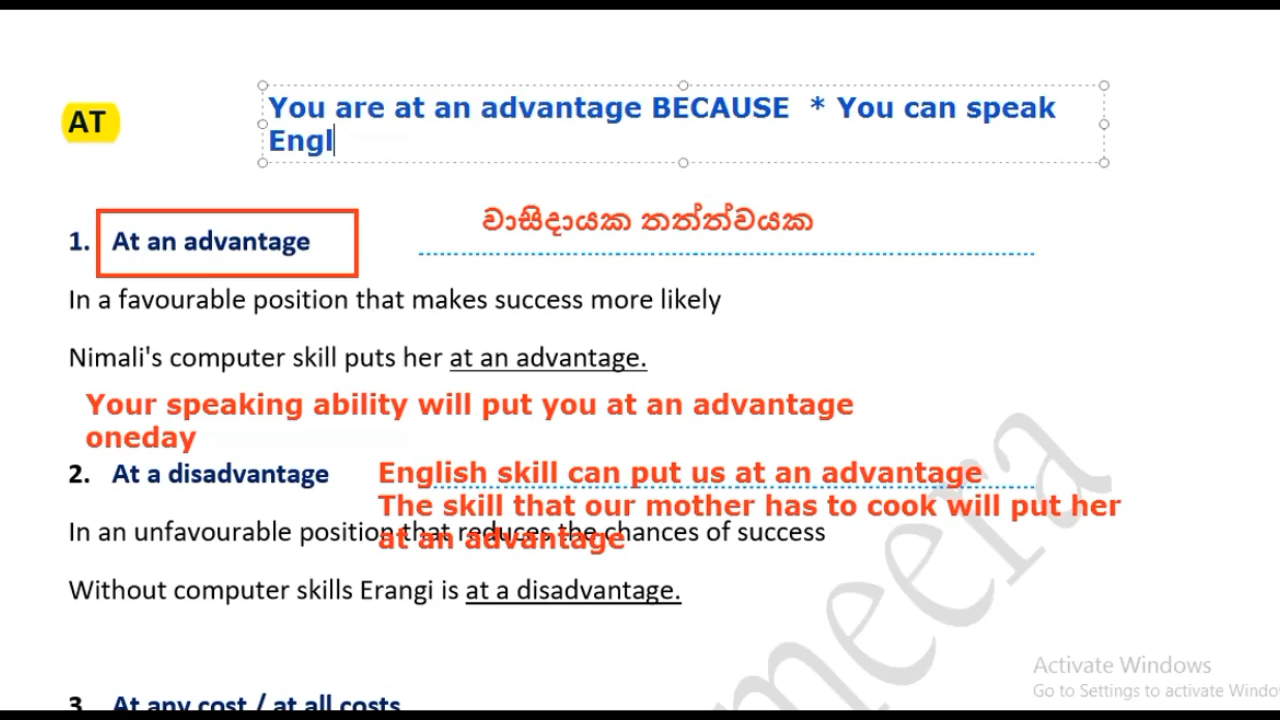 AT
You are at an advantage BECAUSE * You can speak
Engl
1. At an advantage
වාසිදායක තත්ත්වයක
In a favourable position that makes success more likely
Nimali's computer skill puts her at an advantage.
Your speaking ability will put you at an advantage
oneday
2. At a disadvantage
English skill can put us at an advantage
The skill that our mother has to cook will put her
at an advantage
In an unfavourable position that reduces the chances of success
Without computer skills Erangi is at a disadvantage.
3. At any cost / at all costs
meera
Activate Windows
Go to Settings to activate Windo